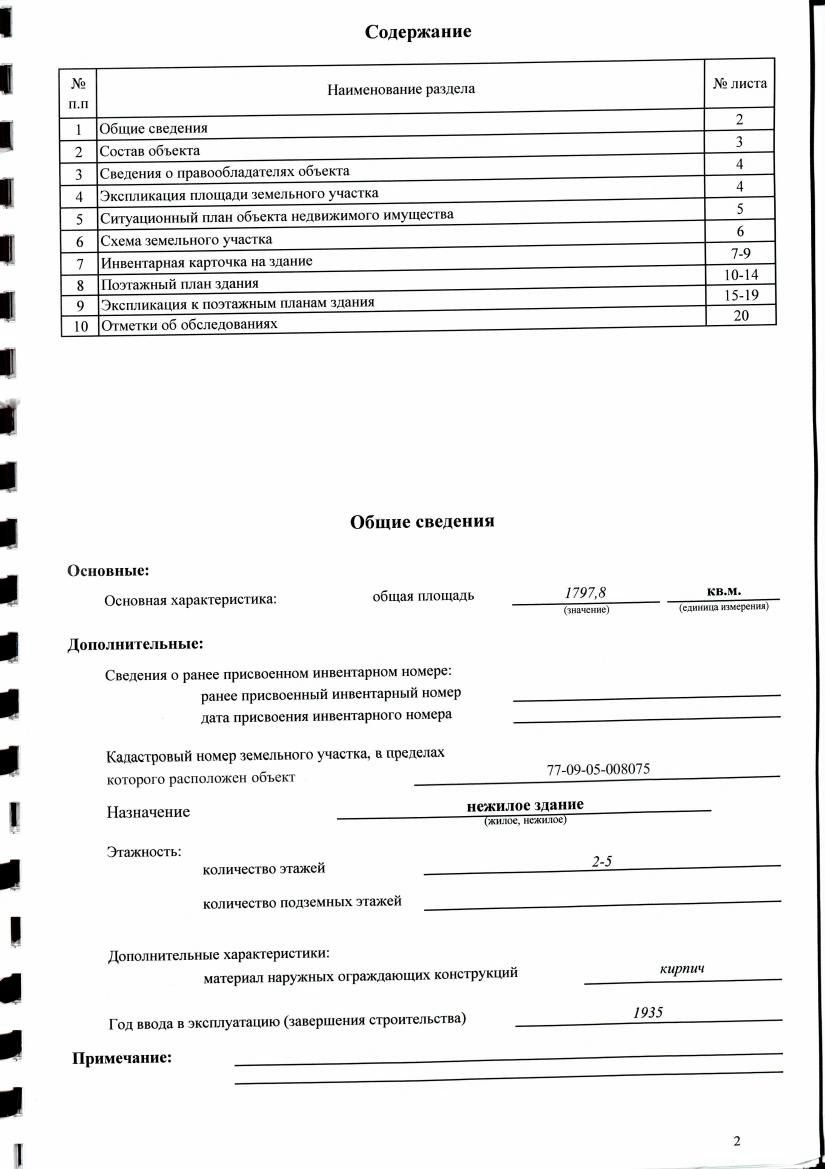 Содержание
№ п.п Наименование раздела № листа
1 Общие сведения 2
2 Состав объекта 3
3 Сведения о правообладателях объекта 4
4 Экспликация площади земельного участка 4
5 Ситуационный план объекта недвижимого имущества 5
6 Схема земельного участка 6
7 Инвентарная карточка на здание 7-9
8 Поэтажный план здания 10-14
9 Экспликация к поэтажным планам здания 15-19
10 Отметки об обследованиях 20
Общие сведения
Основные:
Основная характеристика: общая площадь 1797,8 кв.м.
(значение) (единица измерения)
Дополнительные:
Сведения о ранее присвоенном инвентарном номере:
ранее присвоенный инвентарный номер
дата присвоения инвентарного номера
Кадастровый номер земельного участка, в пределах
которого расположен объект 77-09-05-008075
Назначение нежилое здание
(жилое, нежилое)
Этажность:
количество этажей 2-5
количество подземных этажей
Дополнительные характеристики:
материал наружных ограждающих конструкций кирпич
Год ввода в эксплуатацию (завершения строительства) 1935
Примечание:
2